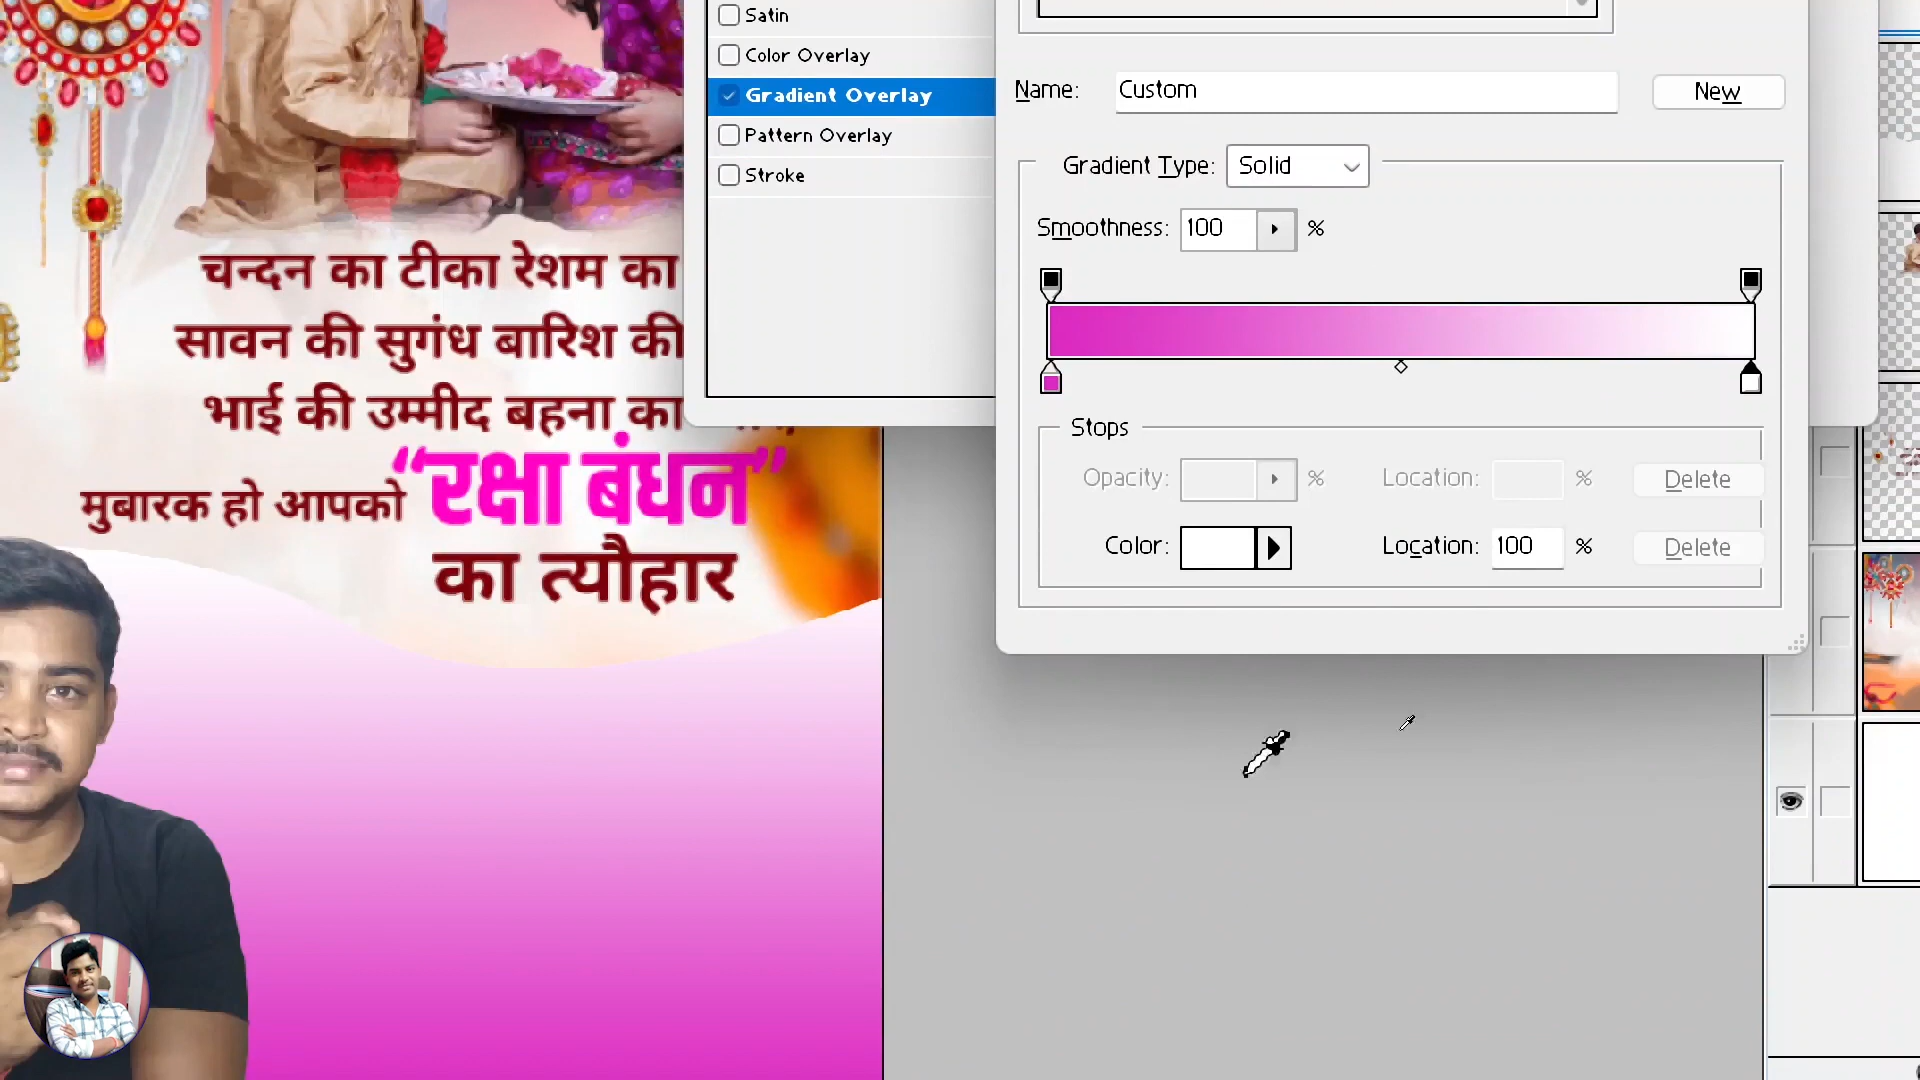 Satin
Color Overlay
Gradient Overlay
Pattern Overlay
Stroke
Name: Custom New
Gradient Type: Solid
Smoothness: 100 %
Stops
Opacity: % Location: % Delete
Color: Location: 100 % Delete
चन्दन का टीका रेशम का
सावन की सुगंध बारिश की
भाई की उम्मीद बहना का
मुबारक हो आपको “रक्षा बंधन”
का त्यौहार